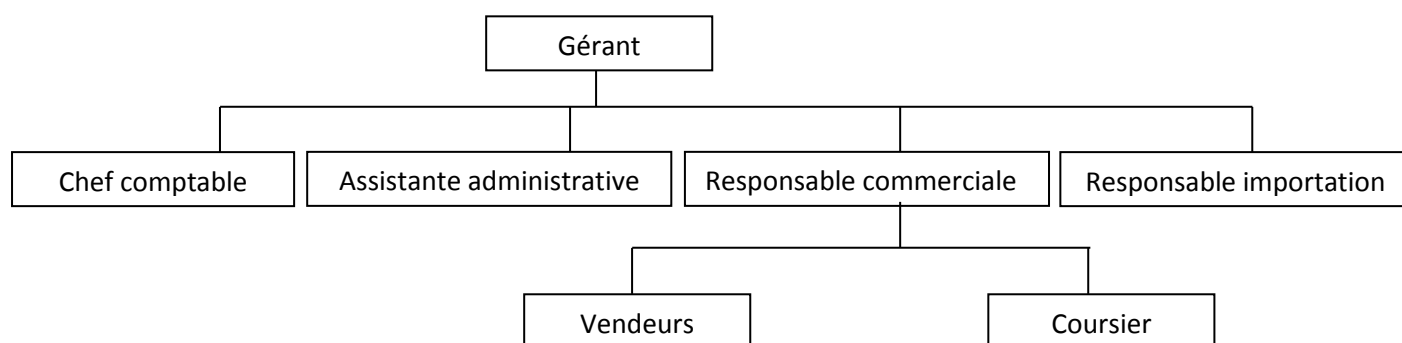 Gérant
Chef comptable
Assistante administrative
Responsable commerciale
Responsable importation
Vendeurs
Coursier